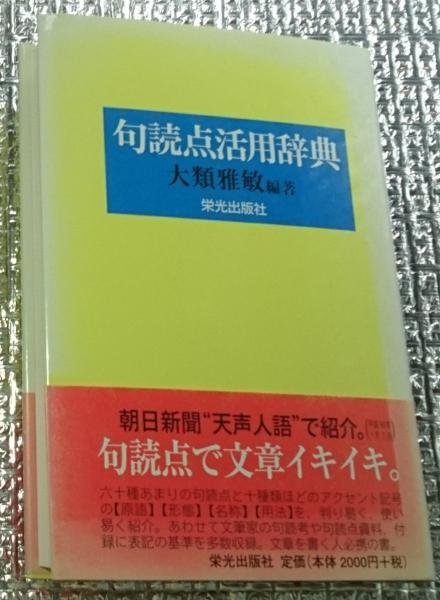 句読点活用辞典
大類雅敏編著
栄光出版社
朝日新聞“天声人語”で紹介。
句読点で文章イキイキ。
六十種あまりの句読点と十種類ほどのアクセント記号
の【原語】【形態】【名称】【用法】を、判り易く、使い
易く紹介。あわせて文筆家の句読考や句読点資料、付
録に表記の基準を多数収録。文章を書く人必携の書。
栄光出版社 定価(本体2000円+税)